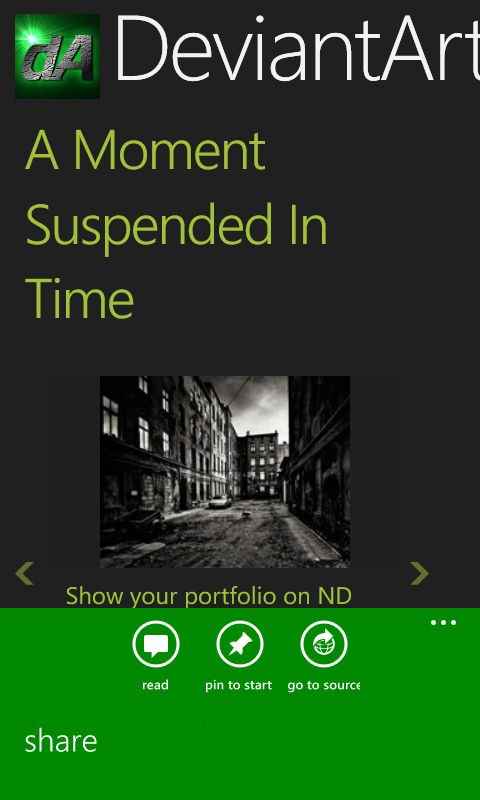 dA
DeviantArt
A Moment
Suspended In
Time
Show your portfolio on ND
read
pin to start
go to source
share